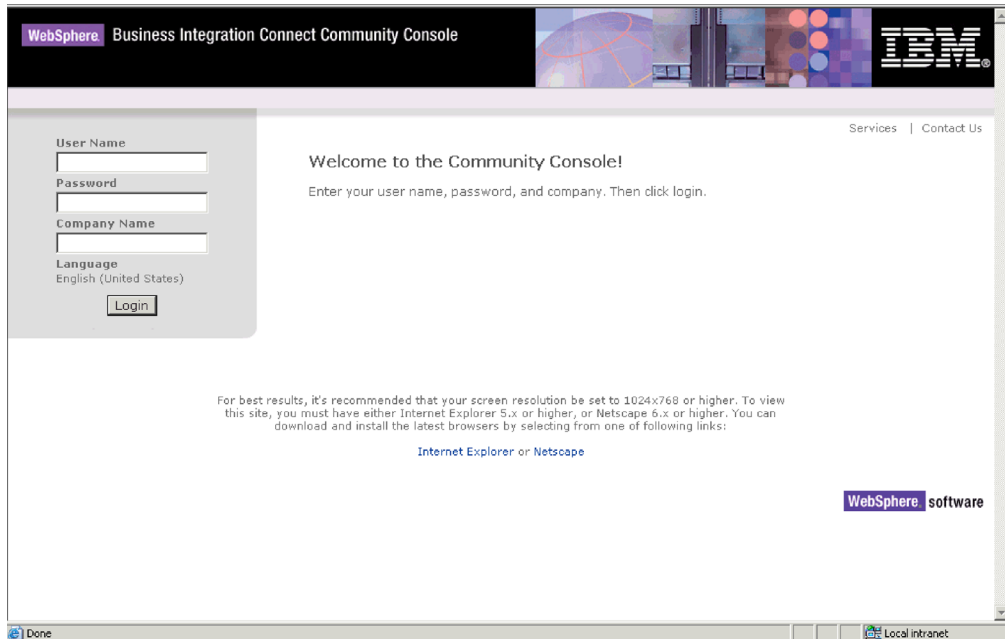 WebSphere. Business Integration Connect Community Console
IBM®
Services | Contact Us
User Name
Password
Company Name
Language
English (United States)
Login
Welcome to the Community Console!
Enter your user name, password, and company. Then click login.
For best results, it's recommended that your screen resolution be set to 1024x768 or higher. To view
this site, you must have either Internet Explorer 5.x or higher, or Netscape 6.x or higher. You can
download and install the latest browsers by selecting from one of following links:
Internet Explorer or Netscape
WebSphere. software
Done
Local intranet